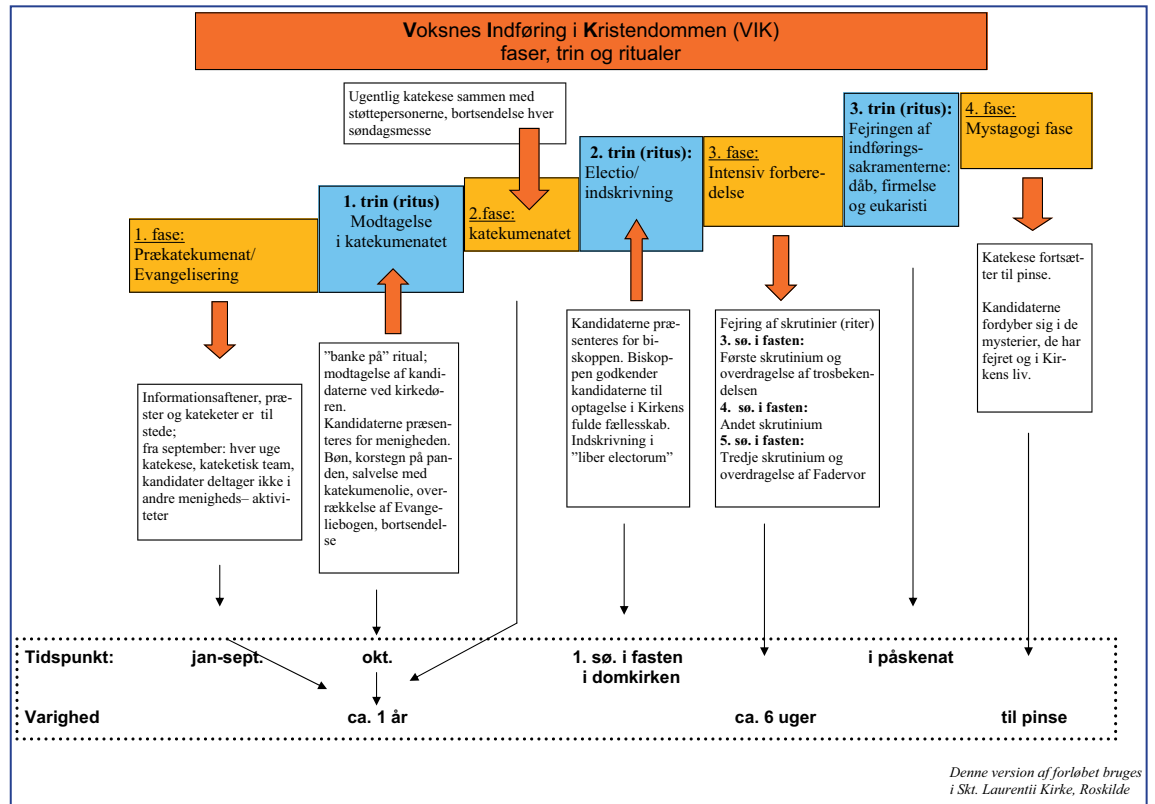 Voksnes Indføring i Kristendommen (VIK)
faser, trin og ritualer
Ugentlig katekese sammen med
støttepersonerne, bortsendelse hver
søndagsmesse
1. fase:
Prækatekumenat/
Evangelisering
1. trin (ritus)
Modtagelse
i katekumenatet
2.fase:
katekumenatet
2. trin (ritus):
Electio/
indskrivning
3. fase:
Intensiv forbere-
delse
3. trin (ritus):
Fejringen af
indførings-
sakramenterne:
dåb, firmelse
og eukaristi
4. fase:
Mystagogi fase
Informationsaftener, præ-
ster og kateketer er til
stede;
fra september: hver uge
katekese, kateketisk team,
kandidater deltager ikke i
andre menigheds– aktivi-
teter
”banke på” ritual;
modtagelse af kandi-
daterne ved kirkedø-
ren.
Kandidaterne præsen-
teres for menigheden.
Bøn, korstegn på pan-
den, salvelse med
katekumenolie, over-
rækkelse af Evange-
liebogen, bortsendel-
se
Kandidaterne præ-
senteres for bi-
skoppen. Biskop-
pen godkender
kandidaterne til
optagelse i Kirkens
fulde fællesskab.
Indskrivning i
”liber electorum”
Fejring af skrutinier (riter)
3. sø. i fasten:
Første skrutinium og
overdragelse af trosbeken-
delsen
4. sø. i fasten:
Andet skrutinium
5. sø. i fasten:
Tredje skrutinium og
overdragelse af Fadervor
Katekese fortsæt-
ter til pinse.
Kandidaterne
fordyber sig i de
mysterier, de har
fejret og i Kir-
kens liv.
Tidspunkt: jan-sept. okt. 1. sø. i fasten i påskenat
i domkirken
Varighed ca. 1 år ca. 6 uger til pinse
Denne version af forløbet bruges
i Skt. Laurentii Kirke, Roskilde